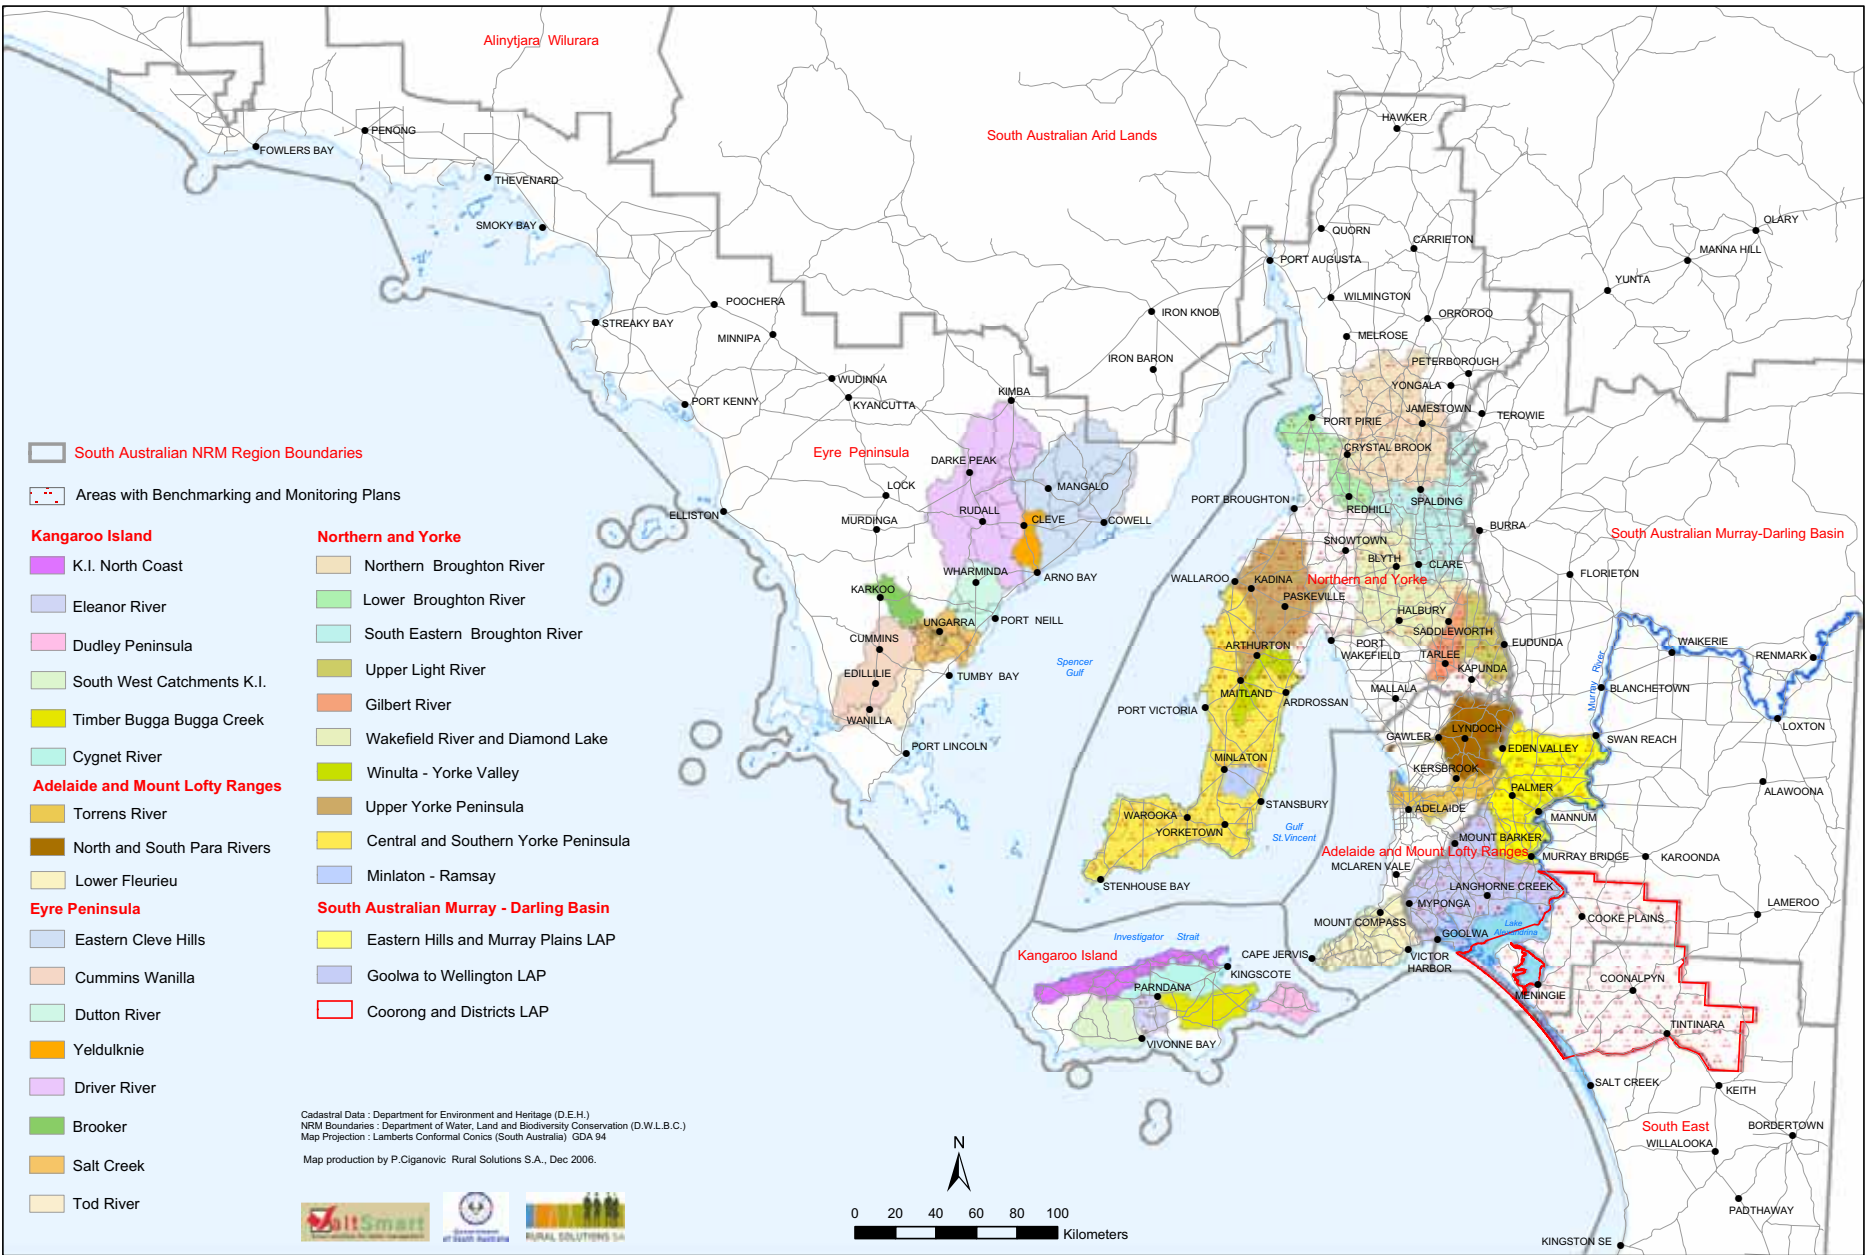 Alinytjara Wilurara
South Australian Arid Lands
HAWKER
PENONG
FOWLERS BAY
THEVENARD
SMOKY BAY
QUORN
CARRIETON
OLARY
MANNA HILL
PORT AUGUSTA
YUNTA
WILMINGTON
POOCHERA
STREAKY BAY
MINNIPA
IRON KNOB
ORROROO
MELROSE
IRON BARON
PETERBOROUGH
WUDINNA
YONGALA
KIMBA
PORT KENNY
KYANCUTTA
JAMESTOWN
TEROWIE
PORT PIRIE
CRYSTAL BROOK
Eyre Peninsula
DARKE PEAK
LOCK
MANGALO
PORT BROUGHTON
SPALDING
REDHILL
ELLISTON
MURDINGA
RUDALL
CLEVE
COWELL
BURRA
South Australian Murray-Darling Basin
SNOWTOWN
BLYTH
CLARE
WHARMINDA
ARNO BAY
WALLAROO
KADINA
Northern and Yorke
FLORIETON
KARKOO
PASKEVILLE
HALBURY
UNGARRA
PORT NEILL
SADDLEWORTH
CUMMINS
ARTHURTON
PORT
WAKEFIELD
EUDUNDA
WAIKERIE
RENMARK
TARLEE
KAPUNDA
Spencer
Gulf
EDILLILIE
TUMBY BAY
MAITLAND
ARDROSSAN
MALLALA
Murray River
BLANCHETOWN
WANILLA
PORT VICTORIA
LOXTON
PORT LINCOLN
GAWLER
LYNDOCH
EDEN VALLEY
SWAN REACH
MINLATON
KERSBROOK
PALMER
ALAWOONA
STANSBURY
WAROOKA
YORKETOWN
ADELAIDE
MANNUM
Gulf
St.Vincent
MOUNT BARKER
Adelaide and Mount Lofty Ranges
MURRAY BRIDGE
KAROONDA
MCLAREN VALE
STENHOUSE BAY
LANGHORNE CREEK
MYPONGA
MOUNT COMPASS
COOKE PLAINS
LAMEROO
Lake
Alexandrina
GOOLWA
Investigator Strait
Kangaroo Island
CAPE JERVIS
VICTOR
HARBOR
KINGSCOTE
PARNDANA
COONALPYN
MENINGIE
TINTINARA
VIVONNE BAY
SALT CREEK
KEITH
South East
BORDERTOWN
WILLALOOKA
PADTHAWAY
KINGSTON SE
South Australian NRM Region Boundaries
Areas with Benchmarking and Monitoring Plans
Kangaroo Island
K.I. North Coast
Eleanor River
Dudley Peninsula
South West Catchments K.I.
Timber Bugga Bugga Creek
Cygnet River
Adelaide and Mount Lofty Ranges
Torrens River
North and South Para Rivers
Lower Fleurieu
Eyre Peninsula
Eastern Cleve Hills
Cummins Wanilla
Dutton River
Yeldulknie
Driver River
Brooker
Salt Creek
Tod River
Northern and Yorke
Northern Broughton River
Lower Broughton River
South Eastern Broughton River
Upper Light River
Gilbert River
Wakefield River and Diamond Lake
Winulta - Yorke Valley
Upper Yorke Peninsula
Central and Southern Yorke Peninsula
Minlaton - Ramsay
South Australian Murray - Darling Basin
Eastern Hills and Murray Plains LAP
Goolwa to Wellington LAP
Coorong and Districts LAP
Cadastral Data : Department for Environment and Heritage (D.E.H.)
NRM Boundaries : Department of Water, Land and Biodiversity Conservation (D.W.L.B.C.)
Map Projection : Lamberts Conformal Conics (South Australia) GDA 94
Map production by P.Ciganovic Rural Solutions S.A., Dec 2006.
SaltSmart
Government
of South Australia
RURAL SOLUTIONS SA
N
0 20 40 60 80 100
Kilometers